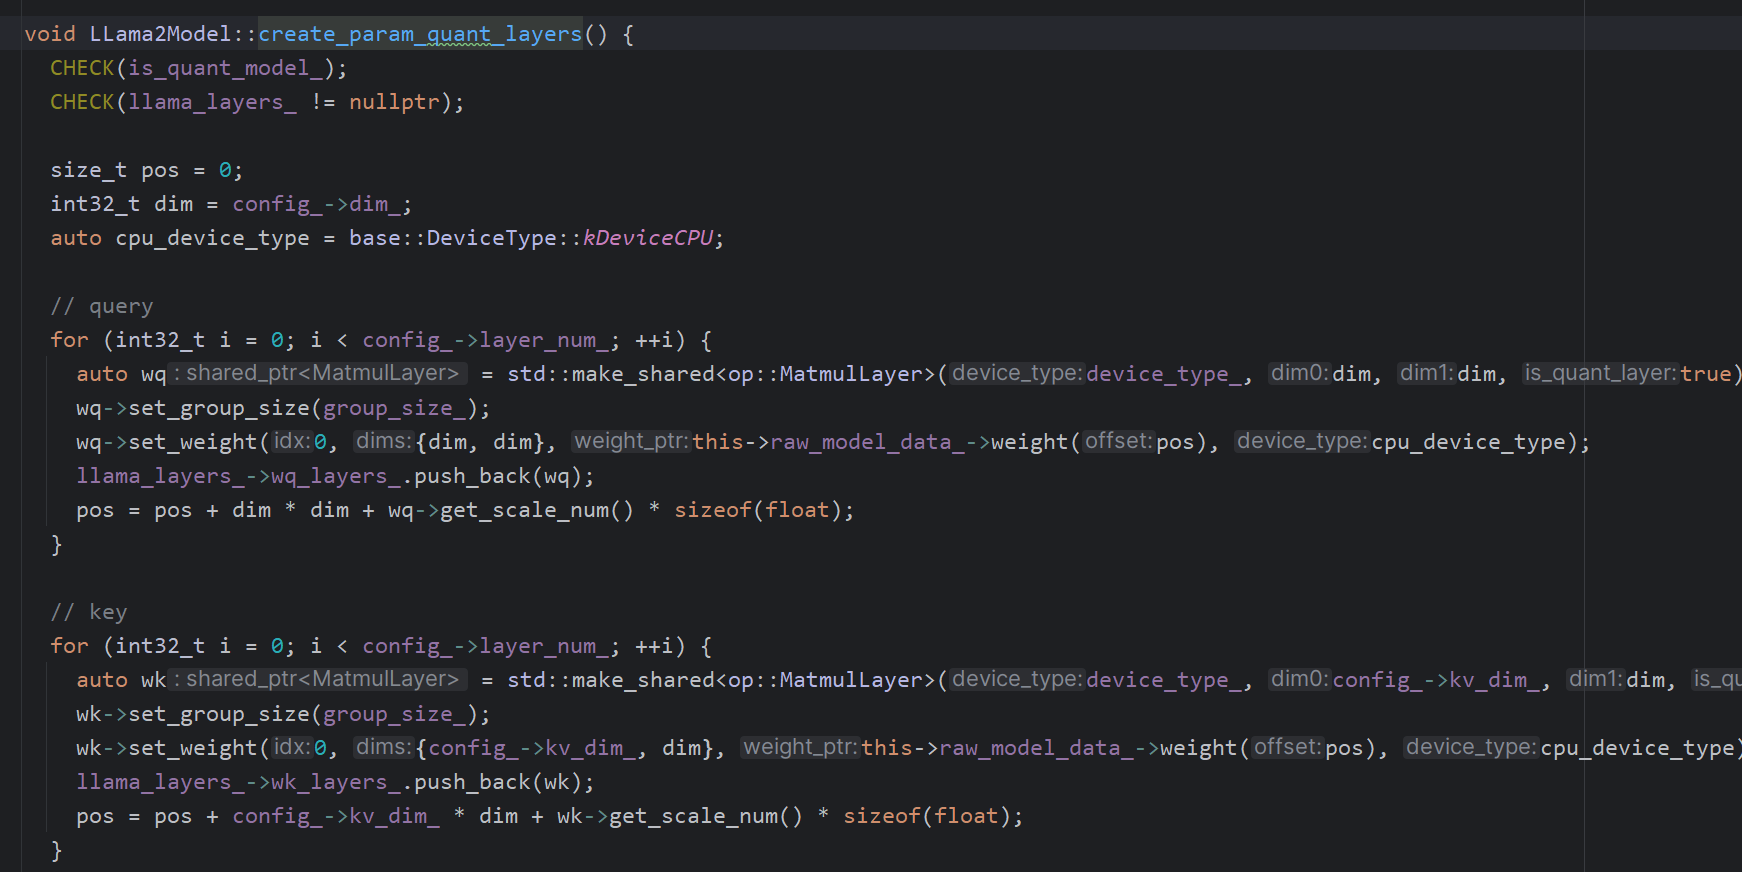 void LLama2Model::create_param_quant_layers() {
CHECK(is_quant_model_);
CHECK(llama_layers_ != nullptr);
size_t pos = 0;
int32_t dim = config_->dim_;
auto cpu_device_type = base::DeviceType::kDeviceCPU;
// query
for (int32_t i = 0; i < config_->layer_num_; ++i) {
auto wq : shared_ptr<MatmulLayer> = std::make_shared<op::MatmulLayer>( device_type: device_type_, dim0: dim, dim1: dim, is_quant_layer: true)
wq->set_group_size(group_size_);
wq->set_weight( idx: 0, dims: {dim, dim}, weight_ptr: this->raw_model_data_->weight( offset: pos), device_type: cpu_device_type);
llama_layers_->wq_layers_.push_back(wq);
pos = pos + dim * dim + wq->get_scale_num() * sizeof(float);
}
// key
for (int32_t i = 0; i < config_->layer_num_; ++i) {
auto wk : shared_ptr<MatmulLayer> = std::make_shared<op::MatmulLayer>( device_type: device_type_, dim0: config_->kv_dim_, dim1: dim, is_qu
wk->set_group_size(group_size_);
wk->set_weight( idx: 0, dims: {config_->kv_dim_, dim}, weight_ptr: this->raw_model_data_->weight( offset: pos), device_type: cpu_device_type)
llama_layers_->wk_layers_.push_back(wk);
pos = pos + config_->kv_dim_ * dim + wk->get_scale_num() * sizeof(float);
}